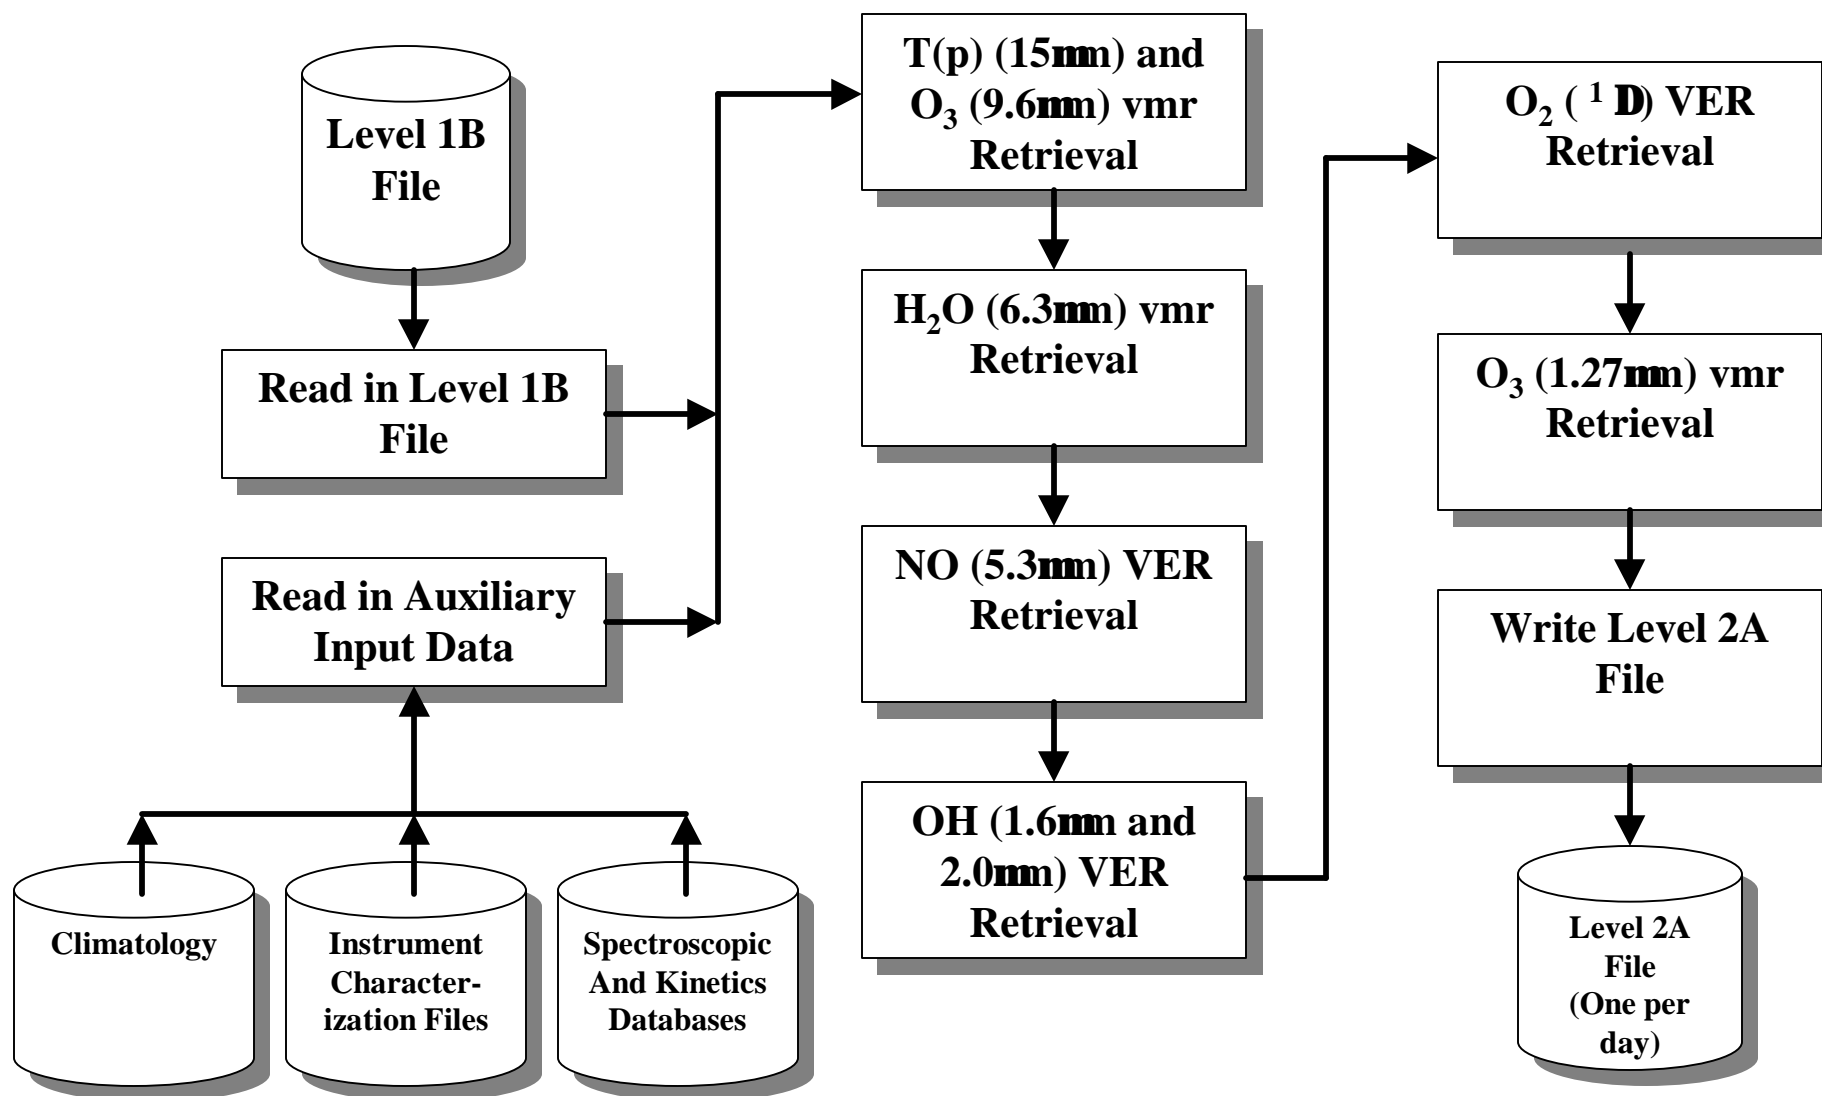 Level 1B
File
Read in Level 1B
File
Read in Auxiliary
Input Data
Climatology
Instrument
Character-
ization Files
Spectroscopic
And Kinetics
Databases
T(p) (15mm) and
O₃ (9.6mm) vmr
Retrieval
H₂O (6.3mm) vmr
Retrieval
NO (5.3mm) VER
Retrieval
OH (1.6mm and
2.0mm) VER
Retrieval
O₂ ( ¹ D) VER
Retrieval
O₃ (1.27mm) vmr
Retrieval
Write Level 2A
File
Level 2A
File
(One per
day)